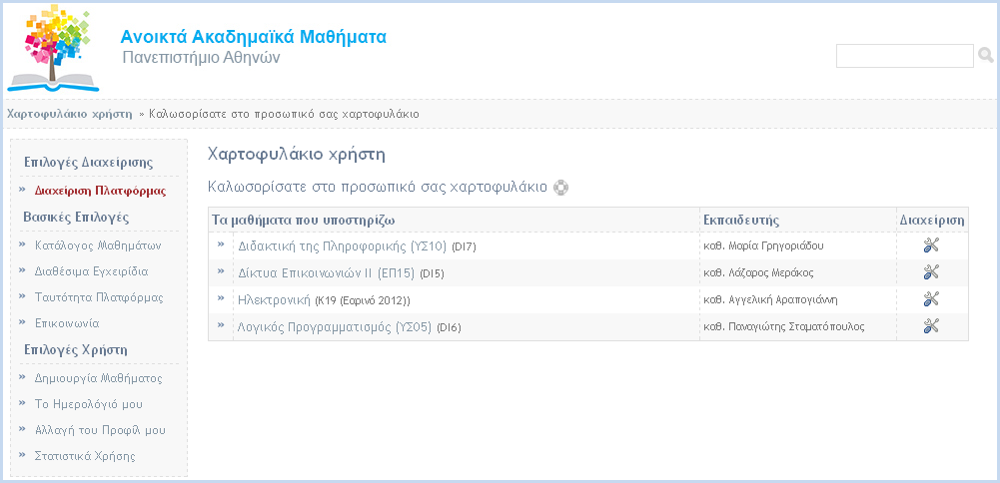 Ανοικτά Ακαδημαϊκά Μαθήματα
Πανεπιστήμιο Αθηνών
Χαρτοφυλάκιο χρήστη » Καλωσορίσατε στο προσωπικό σας χαρτοφυλάκιο
Επιλογές Διαχείρισης
» Διαχείριση Πλατφόρμας
Βασικές Επιλογές
» Κατάλογος Μαθημάτων
» Διαθέσιμα Εγχειρίδια
» Ταυτότητα Πλατφόρμας
» Επικοινωνία
Επιλογές Χρήστη
» Δημιουργία Μαθήματος
» Το Ημερολόγιό μου
» Αλλαγή του Προφίλ μου
» Στατιστικά Χρήσης
Χαρτοφυλάκιο χρήστη
Καλωσορίσατε στο προσωπικό σας χαρτοφυλάκιο
Τα μαθήματα που υποστηρίζω Εκπαιδευτής Διαχείριση
» Διδακτική της Πληροφορικής (ΥΣ10) (DI7) καθ. Μαρία Γρηγοριάδου
» Δίκτυα Επικοινωνιών ΙΙ (ΕΠ15) (DI5) καθ. Λάζαρος Μεράκος
» Ηλεκτρονική (K19 (Εαρινό 2012)) καθ. Αγγελική Αραπογιάννη
» Λογικός Προγραμματισμός (ΥΣ05) (DI6) καθ. Παναγιώτης Σταματόπουλος